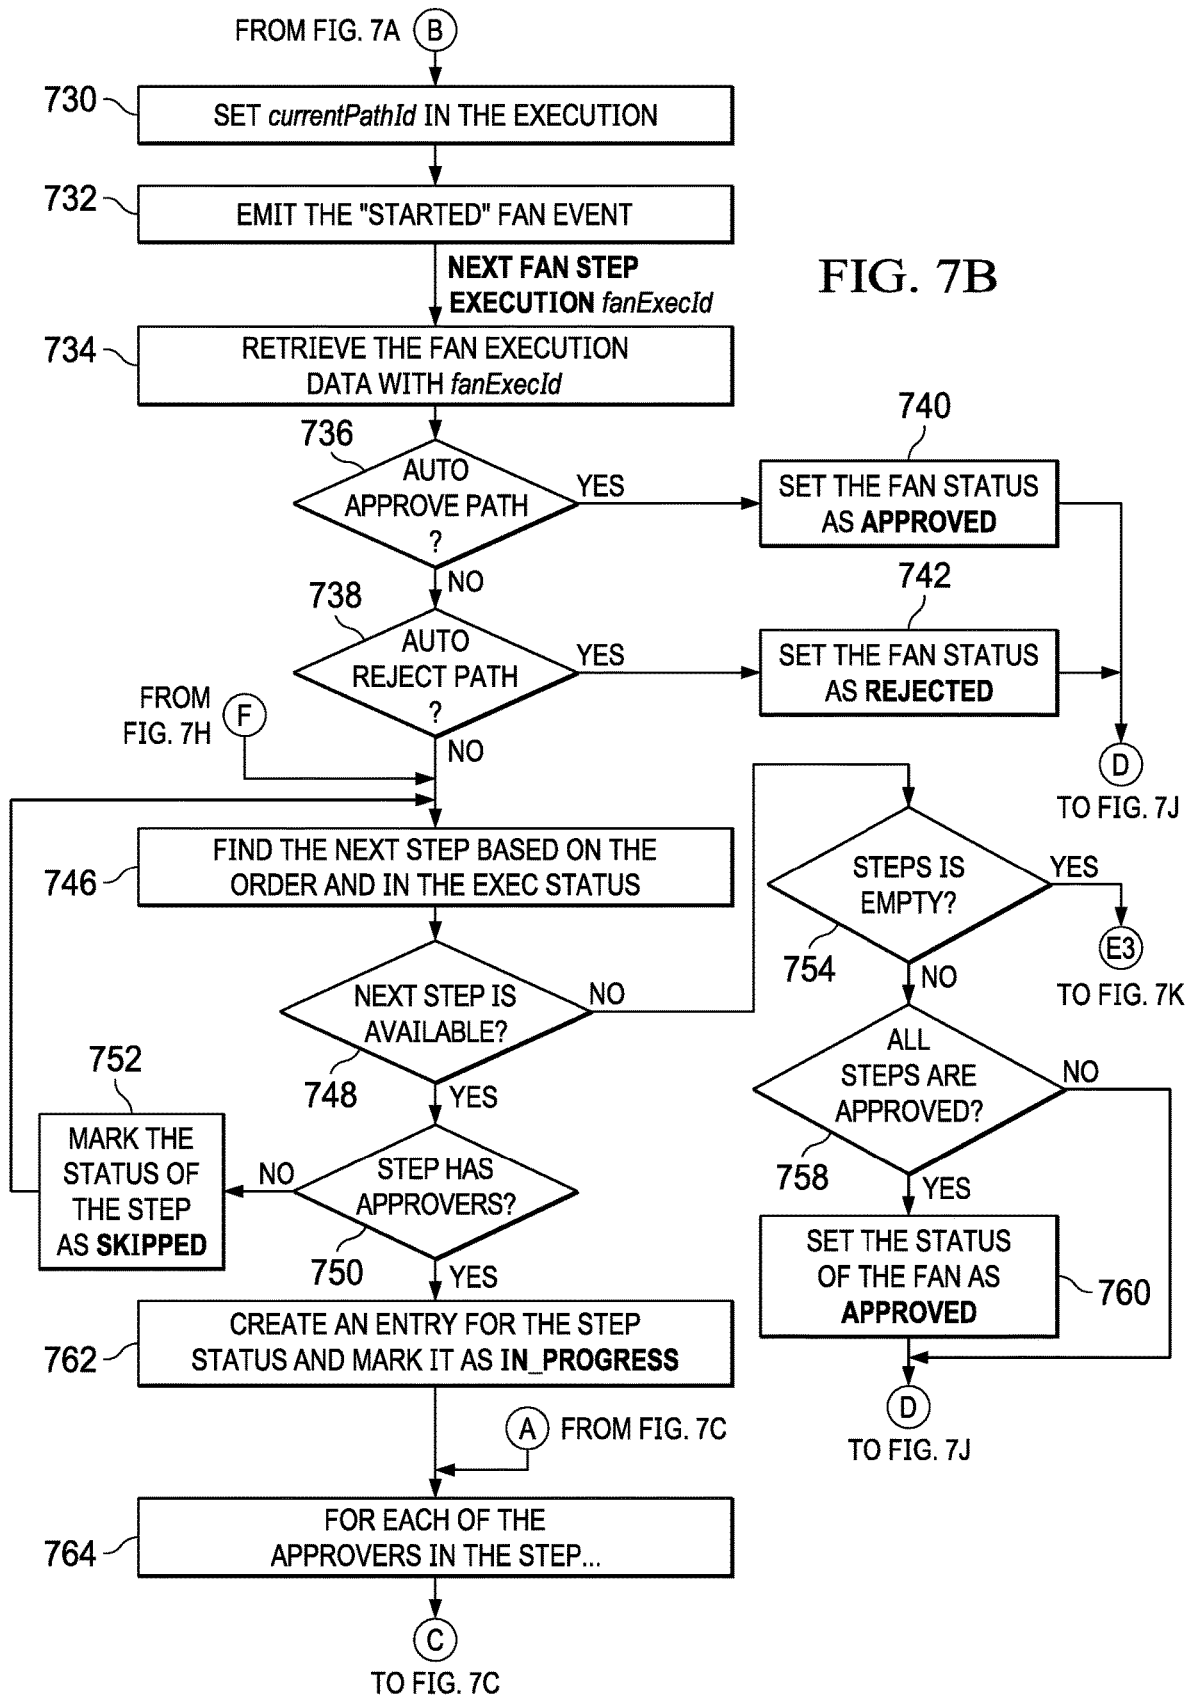 FROM FIG. 7A B
730
SET currentPathId IN THE EXECUTION
732
EMIT THE "STARTED" FAN EVENT
NEXT FAN STEP
EXECUTION fanExecId
FIG. 7B
734
RETRIEVE THE FAN EXECUTION
DATA WITH fanExecId
736
AUTO
APPROVE PATH
?
YES
NO
740
SET THE FAN STATUS
AS APPROVED
738
AUTO
REJECT PATH
?
YES
NO
742
SET THE FAN STATUS
AS REJECTED
D
TO FIG. 7J
FROM
FIG. 7H
F
746
FIND THE NEXT STEP BASED ON THE
ORDER AND IN THE EXEC STATUS
NEXT STEP IS
AVAILABLE?
748
NO
YES
STEPS IS
EMPTY?
754
YES
E3
TO FIG. 7K
NO
ALL
STEPS ARE
APPROVED?
758
NO
YES
752
MARK THE
STATUS OF
THE STEP
AS SKIPPED
NO
STEP HAS
APPROVERS?
750
YES
SET THE STATUS
OF THE FAN AS
APPROVED
760
D
TO FIG. 7J
762
CREATE AN ENTRY FOR THE STEP
STATUS AND MARK IT AS IN_PROGRESS
A FROM FIG. 7C
764
FOR EACH OF THE
APPROVERS IN THE STEP...
C
TO FIG. 7C